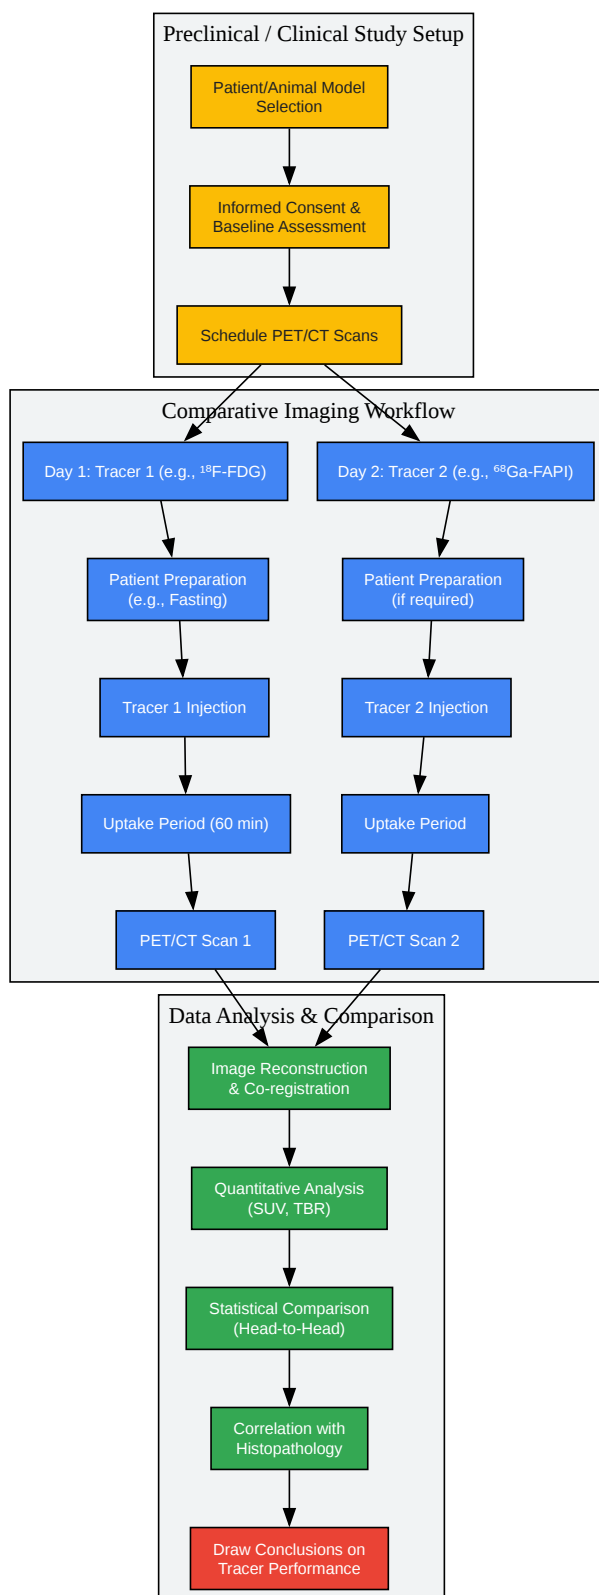 Preclinical / Clinical Study Setup
Patient/Animal Model
Selection
Informed Consent &
Baseline Assessment
Schedule PET/CT Scans
Comparative Imaging Workflow
Day 1: Tracer 1 (e.g., ¹⁸F-FDG)
Day 2: Tracer 2 (e.g., ⁶⁸Ga-FAPI)
Patient Preparation
(e.g., Fasting)
Patient Preparation
(if required)
Tracer 1 Injection
Tracer 2 Injection
Uptake Period (60 min)
Uptake Period
PET/CT Scan 1
PET/CT Scan 2
Data Analysis & Comparison
Image Reconstruction
& Co-registration
Quantitative Analysis
(SUV, TBR)
Statistical Comparison
(Head-to-Head)
Correlation with
Histopathology
Draw Conclusions on
Tracer Performance